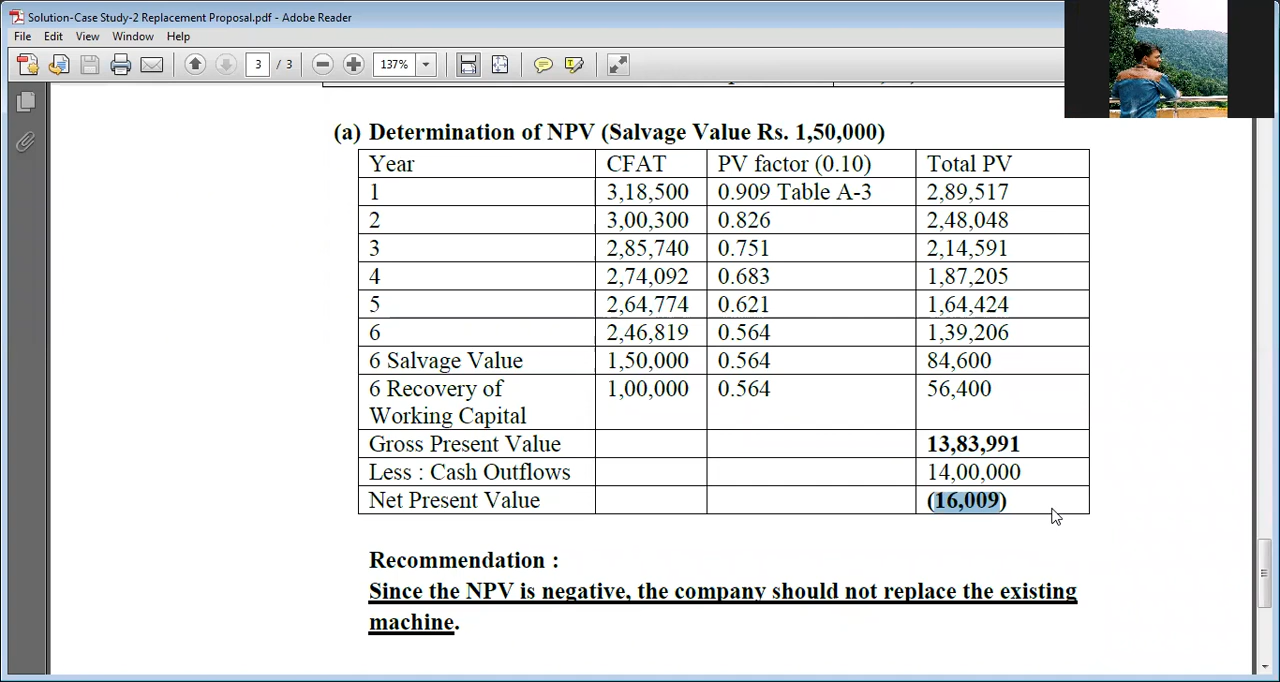 Solution-Case Study-2 Replacement Proposal.pdf - Adobe Reader
File Edit View Window Help
3 / 3 137%
(a) Determination of NPV (Salvage Value Rs. 1,50,000)
Year CFAT PV factor (0.10) Total PV
1 3,18,500 0.909 Table A-3 2,89,517
2 3,00,300 0.826 2,48,048
3 2,85,740 0.751 2,14,591
4 2,74,092 0.683 1,87,205
5 2,64,774 0.621 1,64,424
6 2,46,819 0.564 1,39,206
6 Salvage Value 1,50,000 0.564 84,600
6 Recovery of 1,00,000 0.564 56,400
Working Capital
Gross Present Value 13,83,991
Less : Cash Outflows 14,00,000
Net Present Value (16,009)
Recommendation :
Since the NPV is negative, the company should not replace the existing
machine.